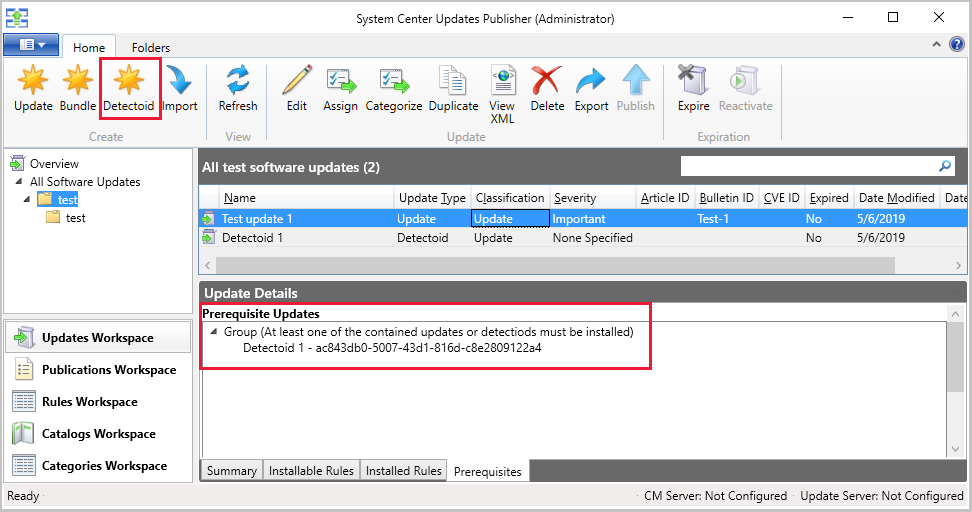 System Center Updates Publisher (Administrator)
Home Folders
Update Bundle Detectoid Import Refresh Edit Assign Categorize Duplicate View XML Delete Export Publish Expire Reactivate
Create View Update Expiration
Overview
All Software Updates
test
test
All test software updates (2)
Name Update Type Classification Severity Article ID Bulletin ID CVE ID Expired Date Modified Date
Test update 1 Update Update Important Test-1 No 5/6/2019
Detectoid 1 Detectoid Update None Specified No 5/6/2019
Update Details
Prerequisite Updates
Group (At least one of the contained updates or detectiods must be installed)
Detectoid 1 - ac843db0-5007-43d1-816d-c8e2809122a4
Updates Workspace
Publications Workspace
Rules Workspace
Catalogs Workspace
Categories Workspace
Summary Installable Rules Installed Rules Prerequisites
Ready CM Server: Not Configured Update Server: Not Configured